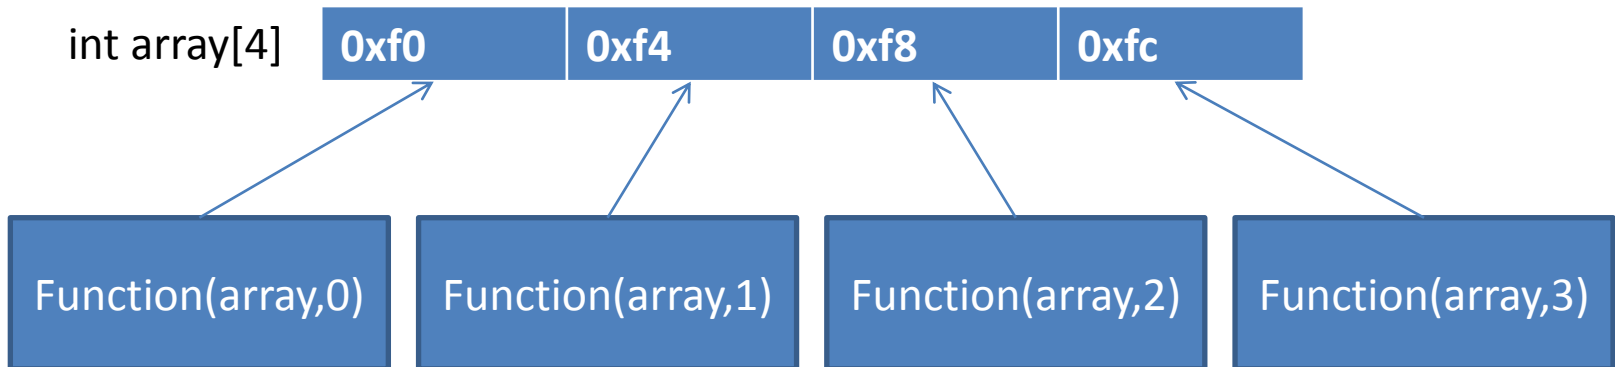 int array[4] 0xf0 0xf4 0xf8 0xfc
Function(array,0) Function(array,1) Function(array,2) Function(array,3)